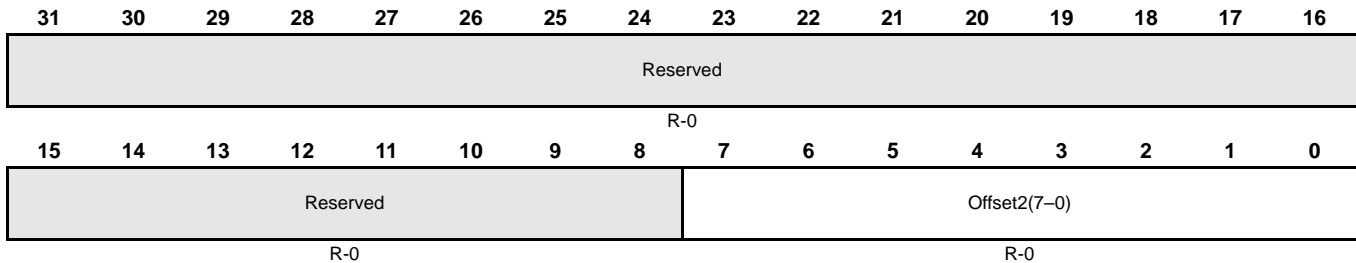 31 30 29 28 27 26 25 24 23 22 21 20 19 18 17 16
Reserved
R-0
15 14 13 12 11 10 9 8 7 6 5 4 3 2 1 0
Reserved Offset2(7–0)
R-0 R-0